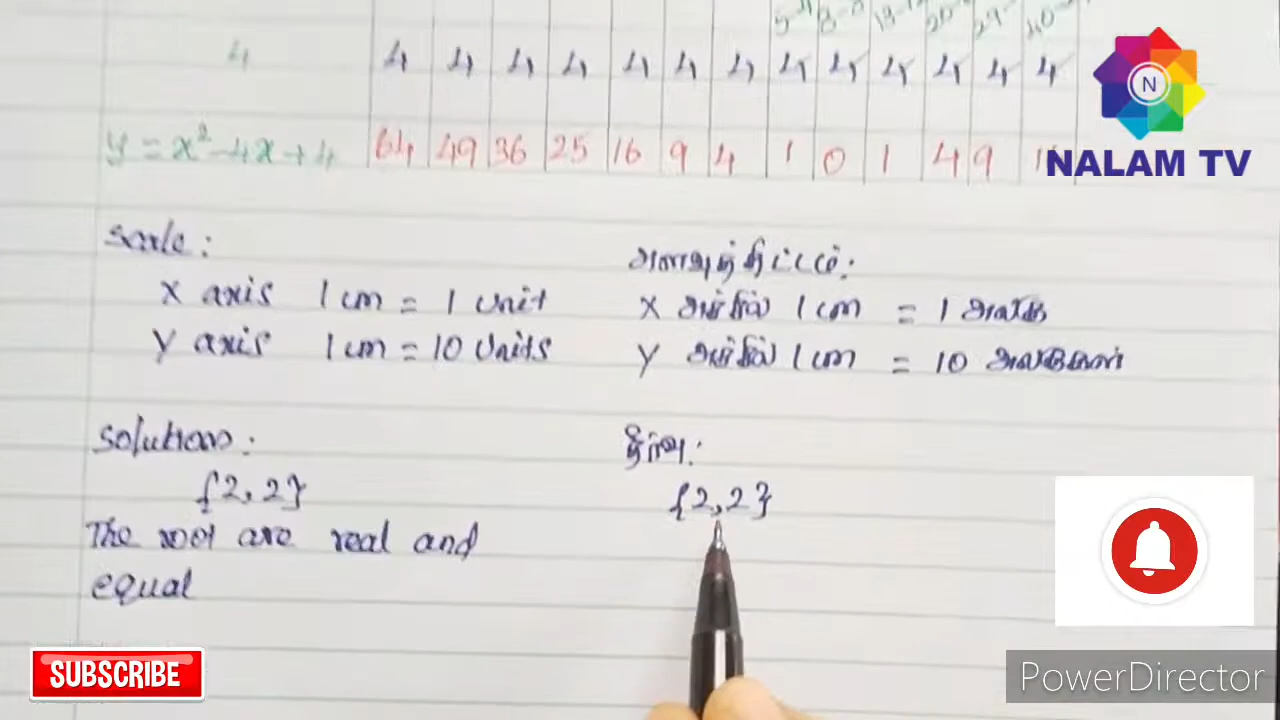 4 4 4 4 4 4 4 4 4 4 4 4 4 4
y = x² - 4x + 4 64 49 36 25 16 9 4 1 0 1 4 9
NALAM TV
N
Scale:
X axis 1 cm = 1 Unit
Y axis 1 cm = 10 Units
அளவுத்திட்டம்:
X அச்சில் 1 cm = 1 அலகு
Y அச்சில் 1 cm = 10 அலகுகள்
Solution:
{2, 2}
The root are real and
equal
தீர்வு:
{2, 2}
SUBSCRIBE
PowerDirector